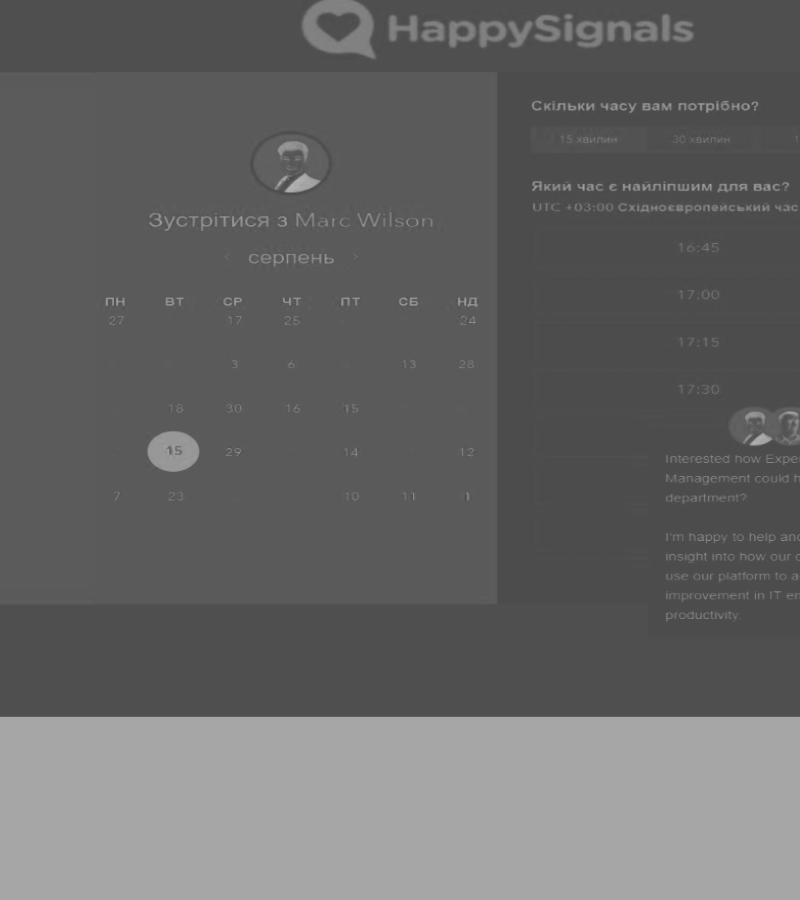 HappySignals
Зустрітися з Marc Wilson
серпень
ПН ВТ СР ЧТ ПТ СБ НД
27 17 25 24
3 6 13 28
18 30 16 15
15 29 14 12
7 23 10 11 1
Скільки часу вам потрібно?
15 хвилин 30 хвилин
Який час є найліпшим для вас?
UTC +03:00 Східноєвропейський час
16:45
17:00
17:15
17:30
Interested how
Management could
department?
I'm happy to help
insight into how our
use our platform to
improvement in IT
productivity.